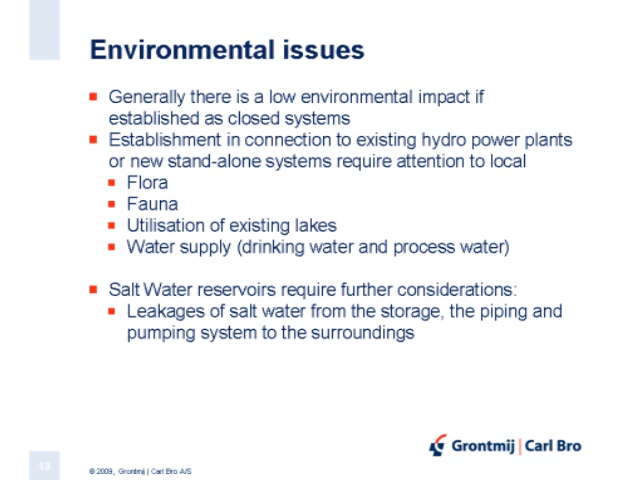 Environmental issues
Generally there is a low environmental impact if
established as closed systems
Establishment in connection to existing hydro power plants
or new stand-alone systems require attention to local
Flora
Fauna
Utilisation of existing lakes
Water supply (drinking water and process water)
Salt Water reservoirs require further considerations:
Leakages of salt water from the storage, the piping and
pumping system to the surroundings
Grontmij | Carl Bro
13
© 2009, Grontmij | Carl Bro A/S